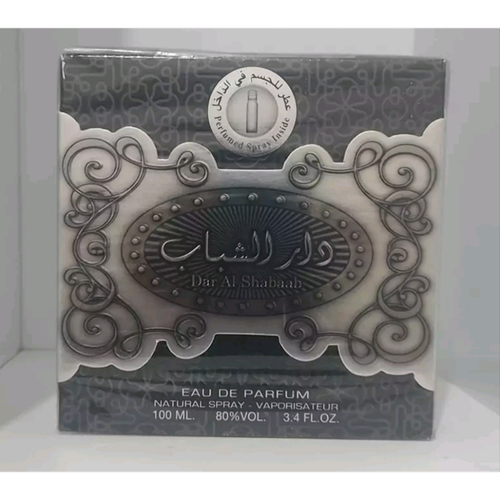 عطر للجسم في الداخل
Perfumed Spray Inside
دار الشباب
Dar Al Shabaab
EAU DE PARFUM
NATURAL SPRAY - VAPORISATEUR
100 ML. 80%VOL. 3.4 FL.OZ.